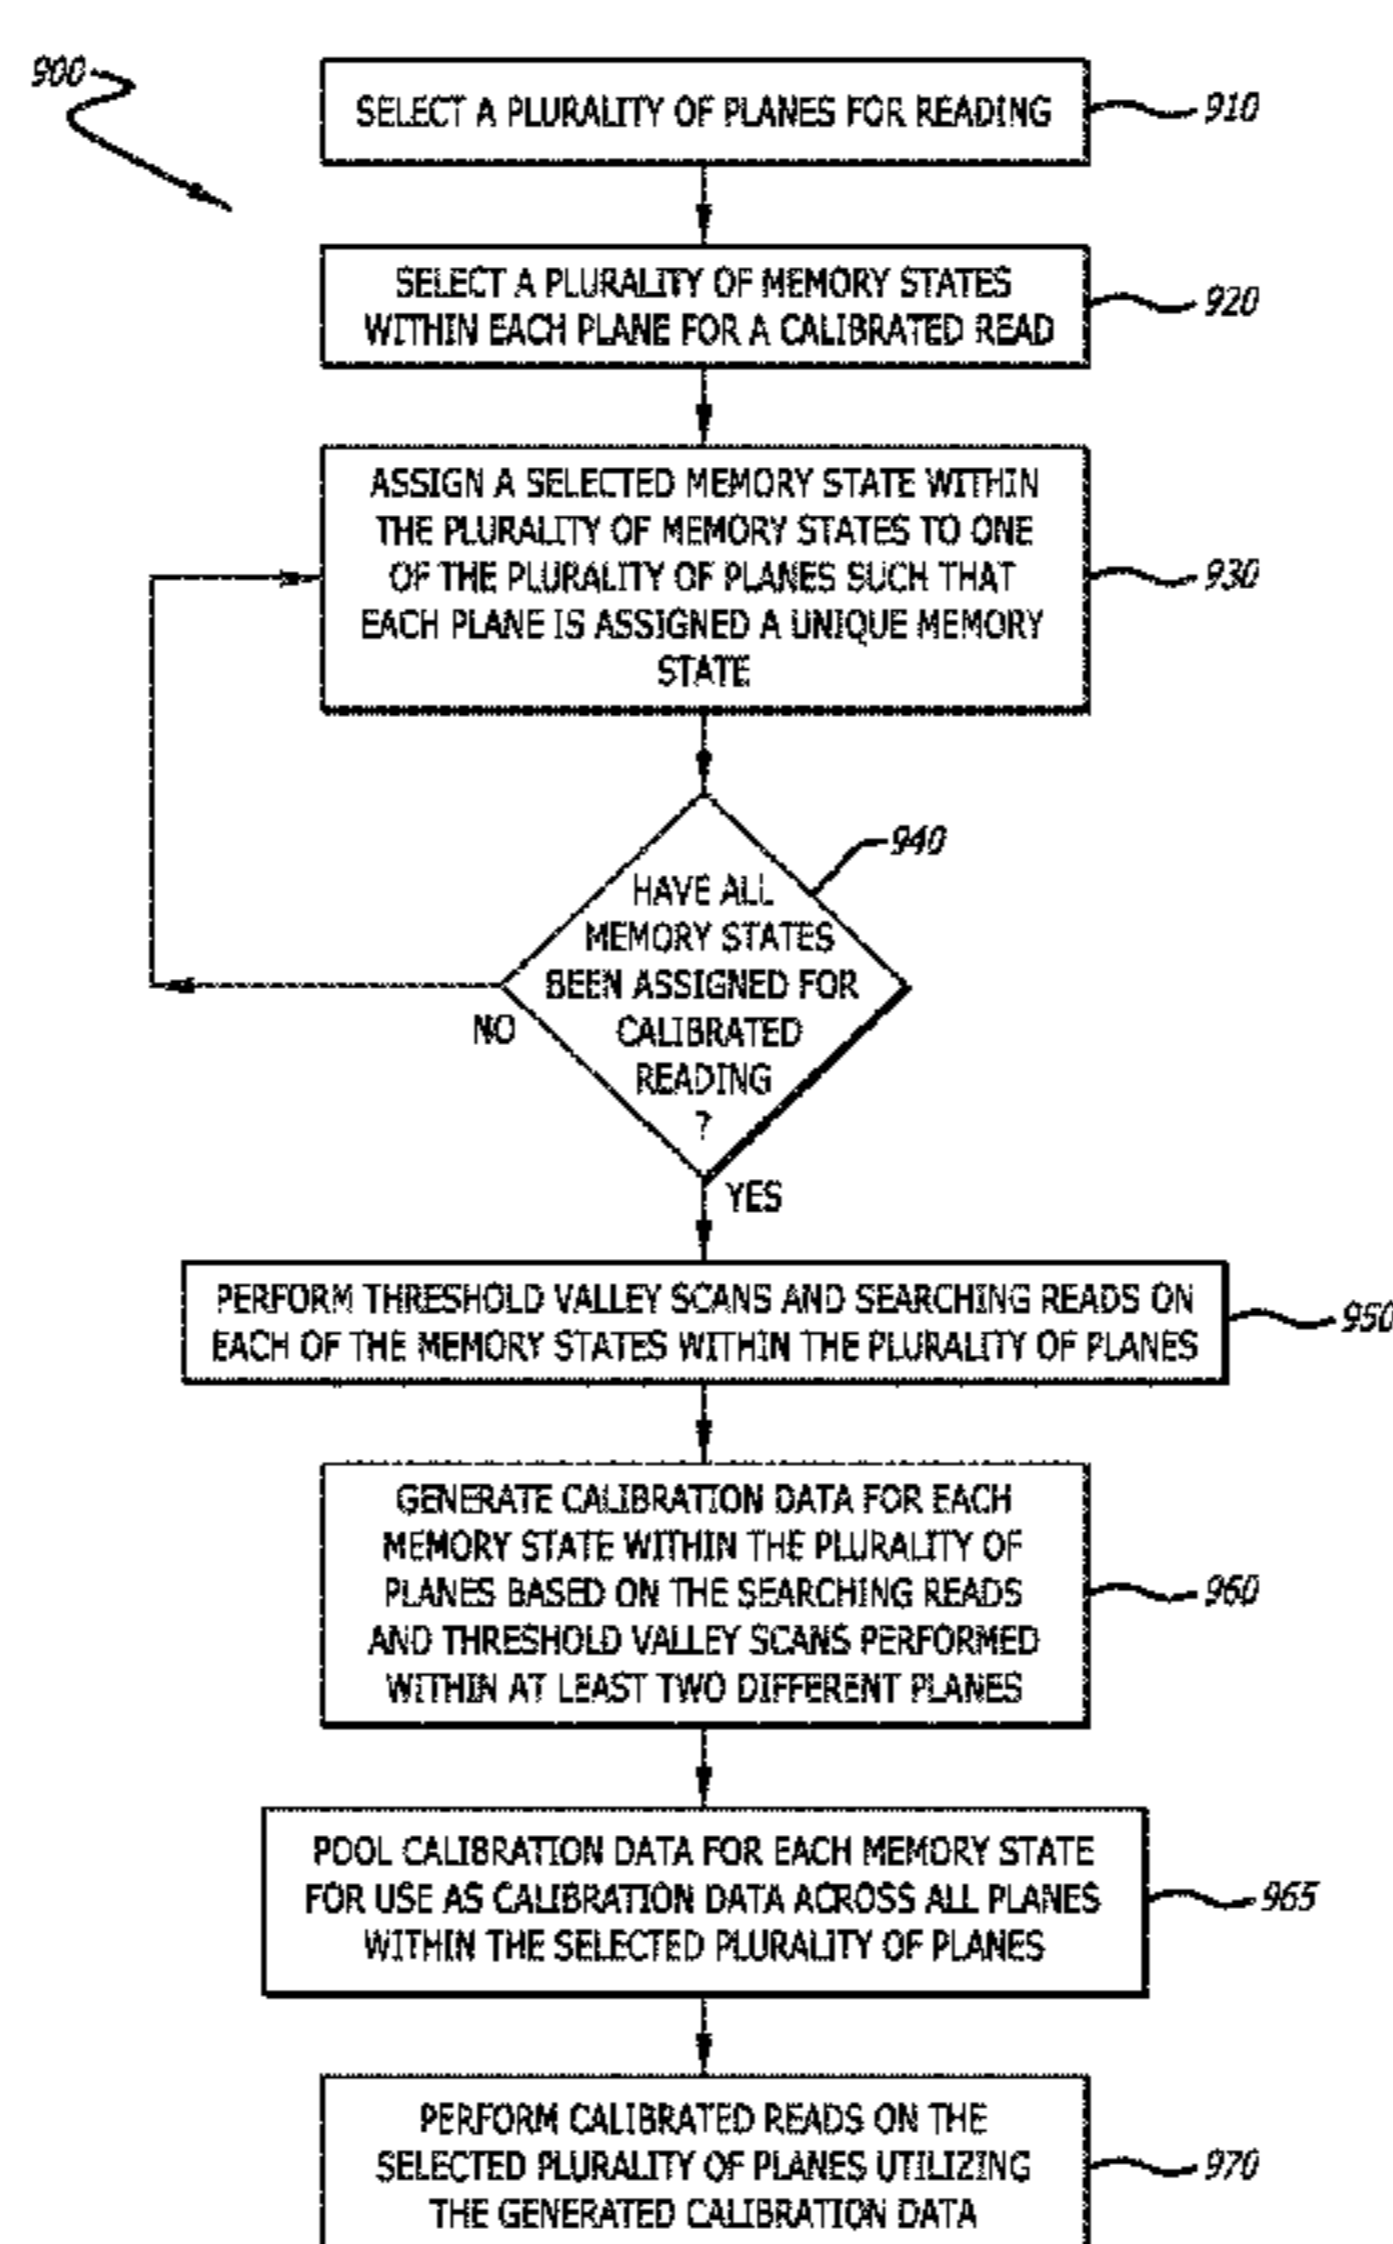 900
SELECT A PLURALITY OF PLANES FOR READING
910
SELECT A PLURALITY OF MEMORY STATES
WITHIN EACH PLANE FOR A CALIBRATED READ
920
ASSIGN A SELECTED MEMORY STATE WITHIN
THE PLURALITY OF MEMORY STATES TO ONE
OF THE PLURALITY OF PLANES SUCH THAT
EACH PLANE IS ASSIGNED A UNIQUE MEMORY
STATE
930
940
HAVE ALL
MEMORY STATES
BEEN ASSIGNED FOR
CALIBRATED
READING
?
NO
YES
PERFORM THRESHOLD VALLEY SCANS AND SEARCHING READS ON
EACH OF THE MEMORY STATES WITHIN THE PLURALITY OF PLANES
950
GENERATE CALIBRATION DATA FOR EACH
MEMORY STATE WITHIN THE PLURALITY OF
PLANES BASED ON THE SEARCHING READS
AND THRESHOLD VALLEY SCANS PERFORMED
WITHIN AT LEAST TWO DIFFERENT PLANES
960
POOL CALIBRATION DATA FOR EACH MEMORY STATE
FOR USE AS CALIBRATION DATA ACROSS ALL PLANES
WITHIN THE SELECTED PLURALITY OF PLANES
965
PERFORM CALIBRATED READS ON THE
SELECTED PLURALITY OF PLANES UTILIZING
THE GENERATED CALIBRATION DATA
970